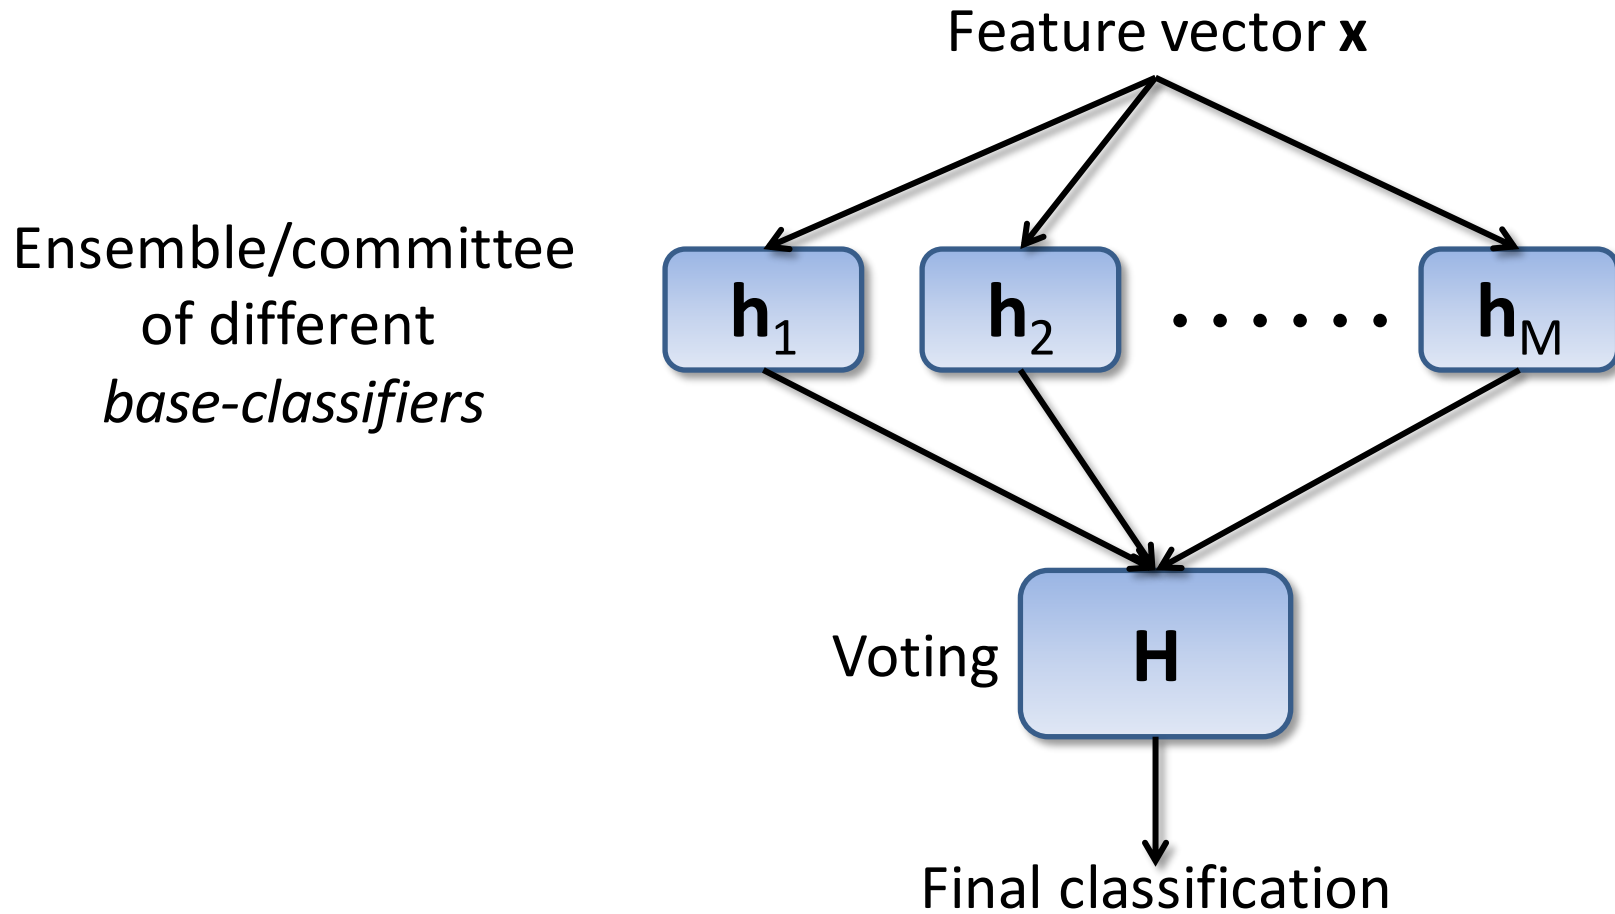 Feature vector x
Ensemble/committee
of different
base-classifiers
h1
h2
......
hM
Voting
H
Final classification